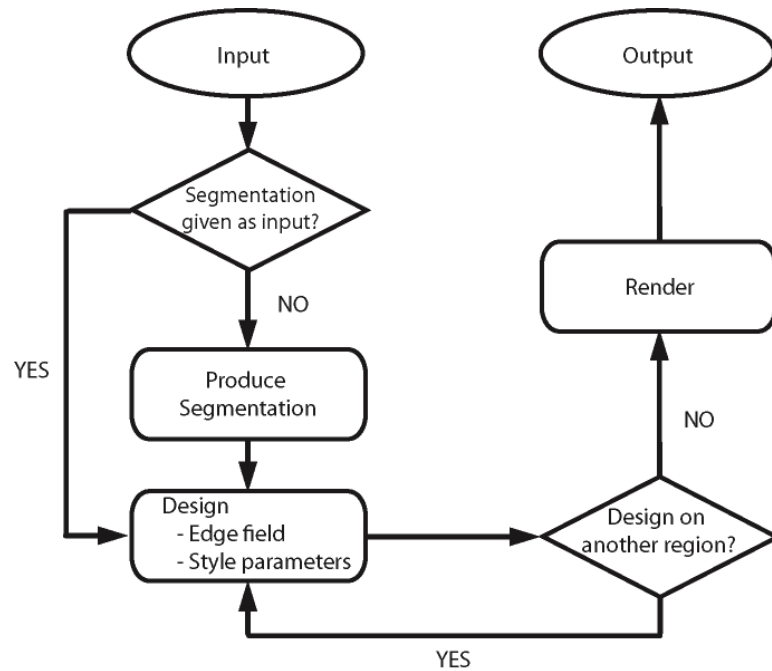 Input
Output
Segmentation
given as input?
Render
NO
YES
Produce
Segmentation
NO
Design
- Edge field
- Style parameters
Design on
another region?
YES